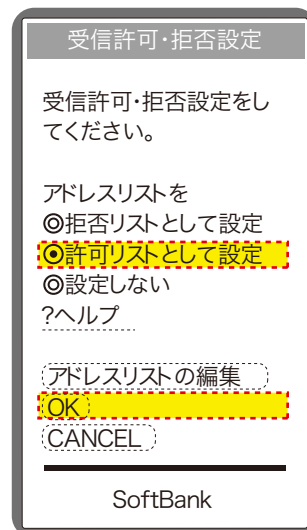 受信許可・拒否設定
受信許可・拒否設定をし
てください。
アドレスリストを
◎拒否リストとして設定
◉許可リストとして設定
◎設定しない
?ヘルプ
アドレスリストの編集
OK
CANCEL
SoftBank